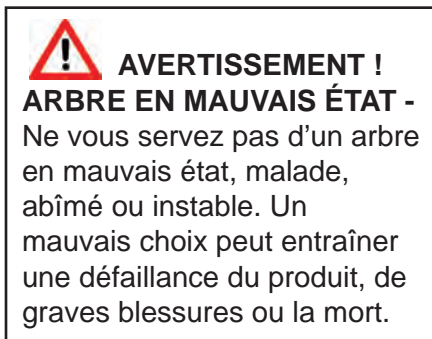 AVERTISSEMENT !
ARBRE EN MAUVAIS ÉTAT -
Ne vous servez pas d’un arbre
en mauvais état, malade,
abîmé ou instable. Un
mauvais choix peut entraîner
une défaillance du produit, de
graves blessures ou la mort.